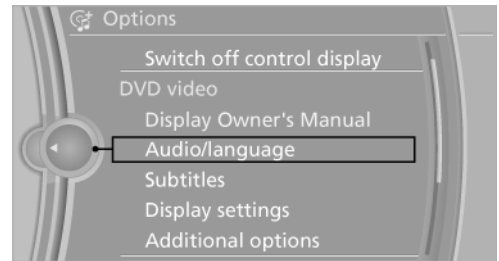 Options
Switch off control display
DVD video
Display Owner's Manual
Audio/language
Subtitles
Display settings
Additional options